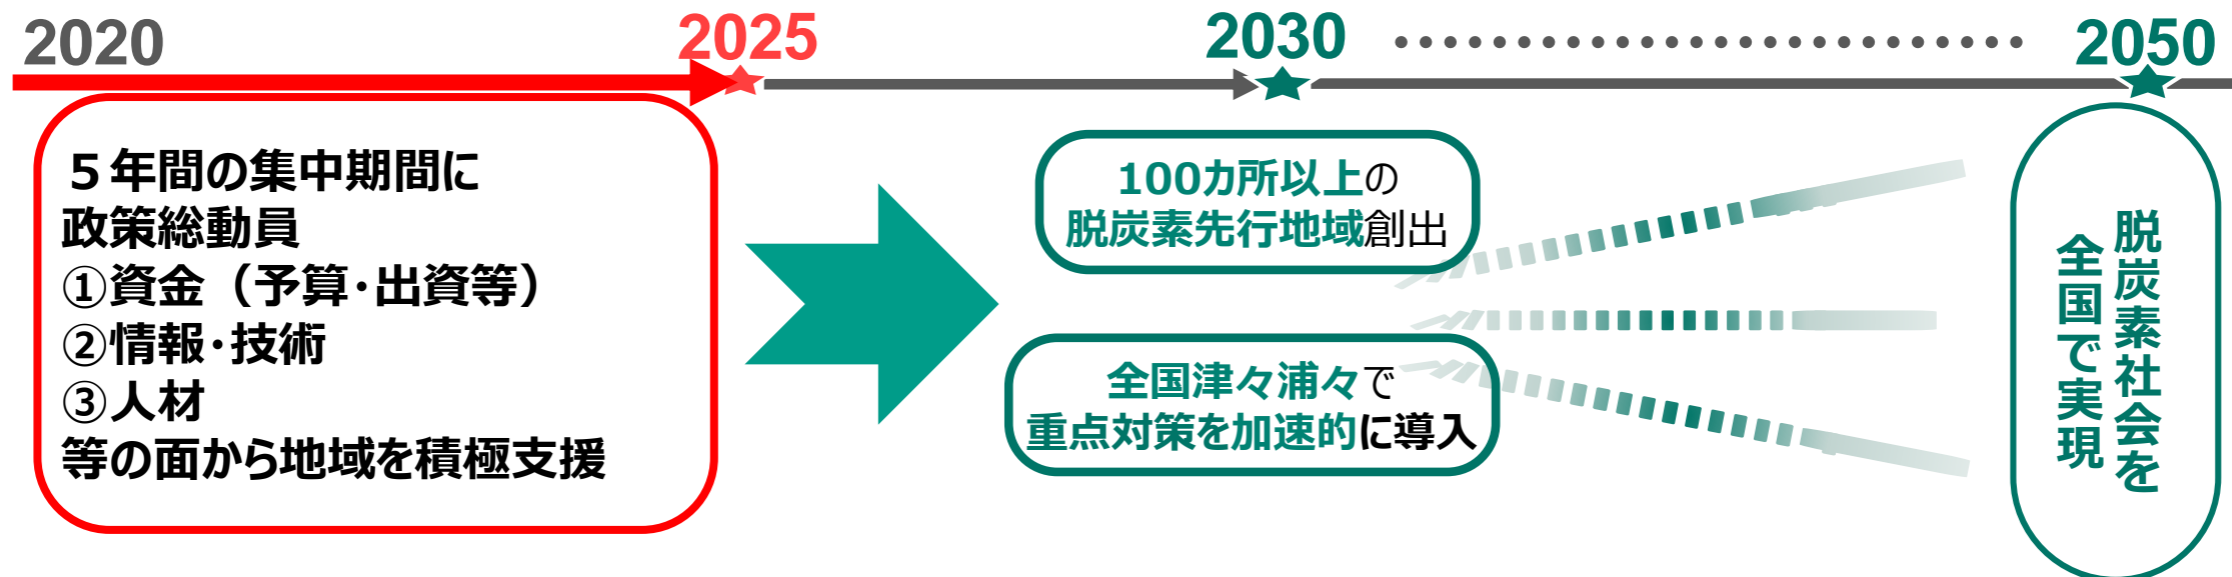 2020
2025
2030
2050
５年間の集中期間に
政策総動員
①資金（予算･出資等）
②情報･技術
③人材
等の面から地域を積極支援
100カ所以上の
脱炭素先行地域創出
全国津々浦々で
重点対策を加速的に導入
脱炭素社会を
全国で実現